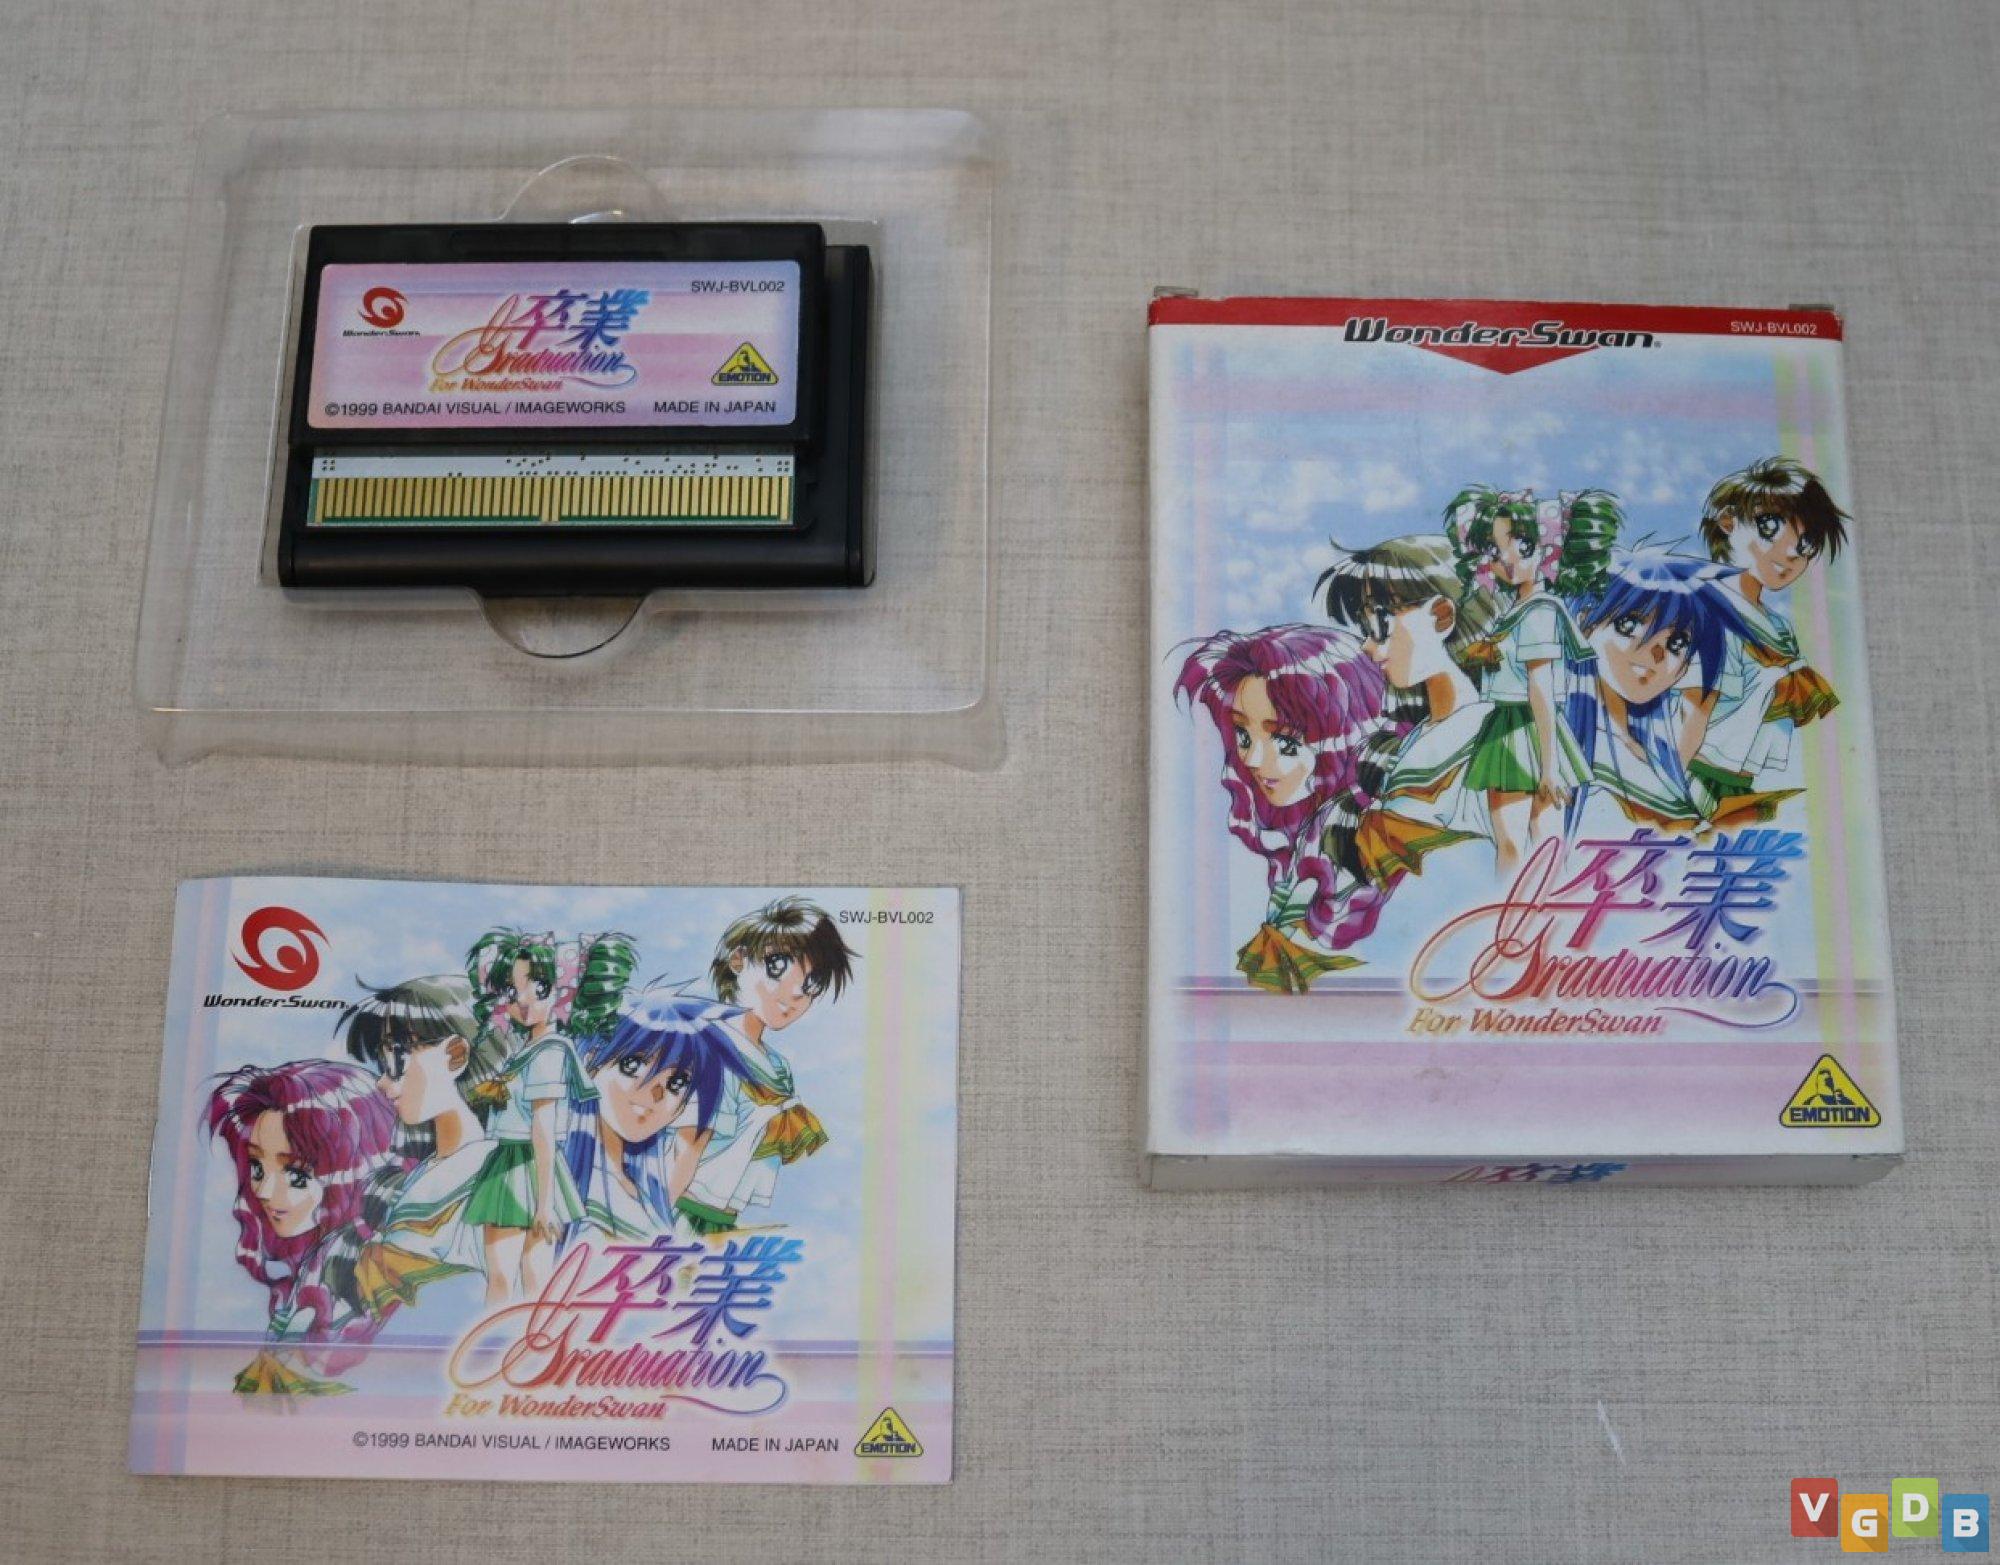 SWJ-BVL002
WonderSwan
卒業
Graduation
For WonderSwan
EMOTION
©1999 BANDAI VISUAL / IMAGEWORKS MADE IN JAPAN
WonderSwan
SWJ-BVL002
卒業
Graduation
For WonderSwan
EMOTION
卒業
SWJ-BVL002
WonderSwan
卒業
Graduation
For WonderSwan
©1999 BANDAI VISUAL / IMAGEWORKS MADE IN JAPAN
EMOTION
VGDB